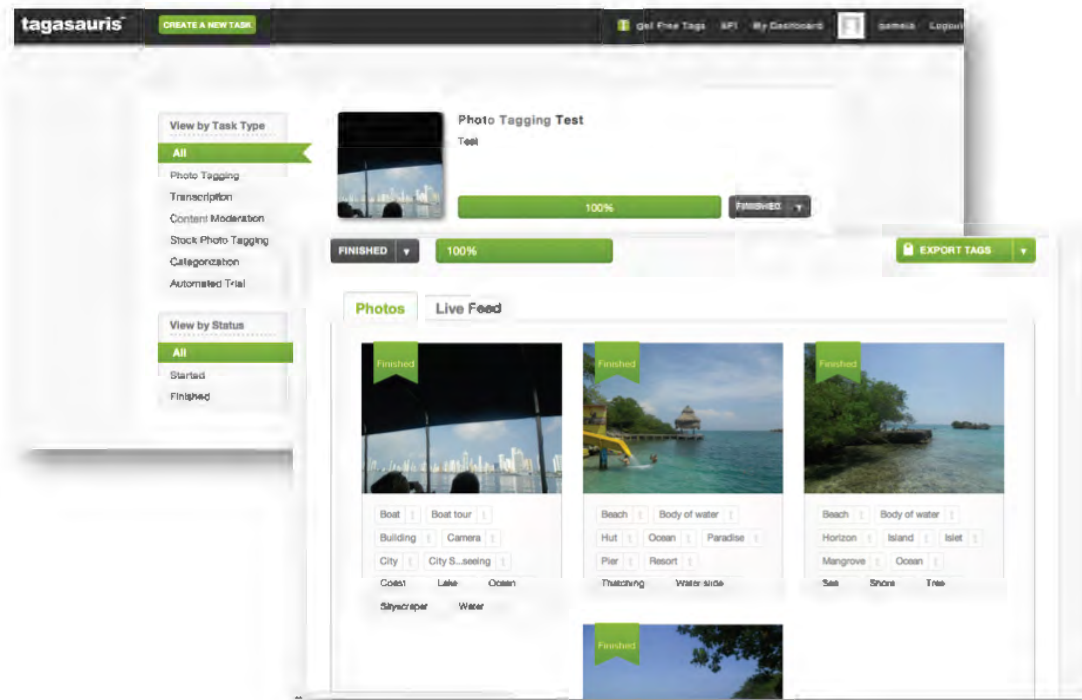 tagasauris
CREATE A NEW TASK
Get Free Tags API My Dashboard pamela Logout
View by Task Type
All
Photo Tagging
Transcription
Content Moderation
Stock Photo Tagging
Categorization
Automated Trial
View by Status
All
Started
Finished
Photo Tagging Test
Test
100%
FINISHED
FINISHED
100%
EXPORT TAGS
Photos
Live Feed
Finished
Boat Boat tour
Building Camera
City City S...seeing
Coast Lake Ocean
Skyscraper Water
Finished
Beach Body of water
Hut Ocean Paradise
Pier Resort
Thatching Water slide
Finished
Beach Body of water
Horizon Island Islet
Mangrove Ocean
Sea Shore Tree
Finished